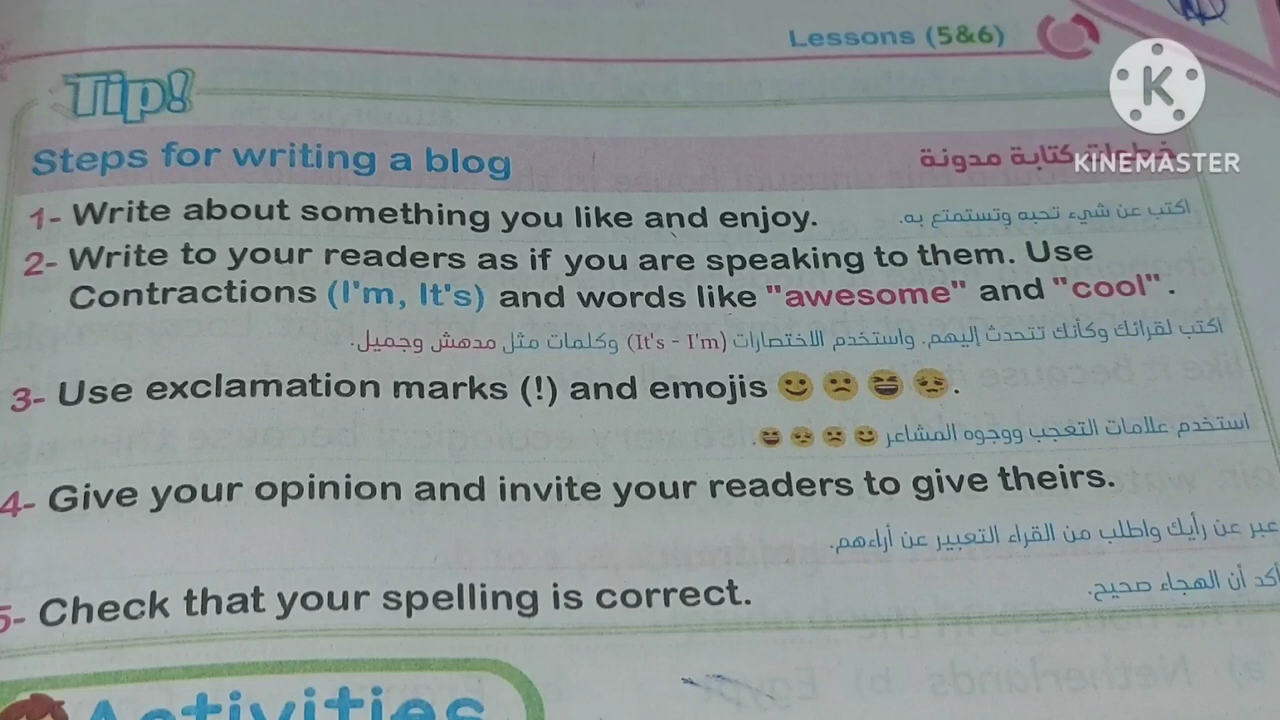 Lessons (5&6)
Tip!
Steps for writing a blog
خطوات كتابة مدونة
KINEMASTER
1- Write about something you like and enjoy.
اكتب عن شيء تحبه وتستمتع به.
2- Write to your readers as if you are speaking to them. Use
Contractions (I'm, It's) and words like "awesome" and "cool".
اكتب لقرائك وكأنك تتحدث إليهم. واستخدم الاختصارات (It's - I'm) وكلمات مثل مدهش وجميل.
3- Use exclamation marks (!) and emojis 🙂 🙁 😆 😔.
استخدم علامات التعجب ووجوه المشاعر 🙂 🙁 😔 😆.
4- Give your opinion and invite your readers to give theirs.
عبر عن رأيك واطلب من القراء التعبير عن أراءهم.
5- Check that your spelling is correct.
أكد أن الهجاء صحيح.
Activities
a) Netherlands b) Egypt